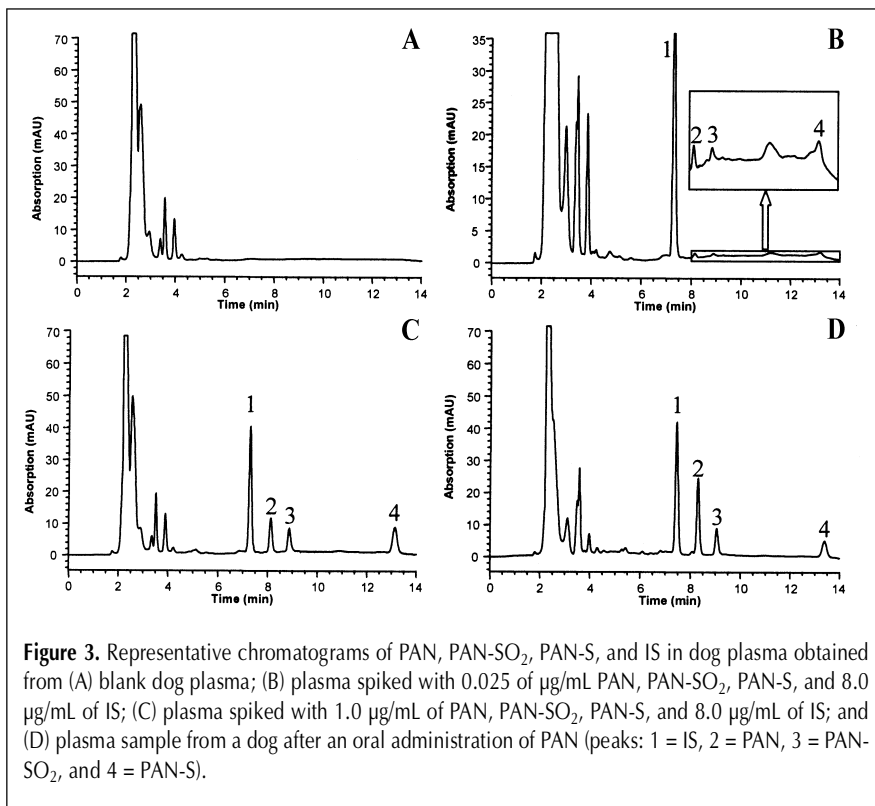 A
70
60
50
40
30
20
10
0
Absorption (mAU)
0 2 4 6 8 10 12 14
Time (min)
B
35
30
25
20
15
10
5
0
Absorption (mAU)
1
2 3 4
0 2 4 6 8 10 12 14
Time (min)
C
70
60
50
40
30
20
10
0
Absorption (mAU)
1
2
3
4
0 2 4 6 8 10 12 14
Time (min)
D
70
60
50
40
30
20
10
0
Absorption (mAU)
1
2
3
4
0 2 4 6 8 10 12 14
Time (min)
Figure 3. Representative chromatograms of PAN, PAN-SO₂, PAN-S, and IS in dog plasma obtained
from (A) blank dog plasma; (B) plasma spiked with 0.025 of µg/mL PAN, PAN-SO₂, PAN-S, and 8.0
µg/mL of IS; (C) plasma spiked with 1.0 µg/mL of PAN, PAN-SO₂, PAN-S, and 8.0 µg/mL of IS; and
(D) plasma sample from a dog after an oral administration of PAN (peaks: 1 = IS, 2 = PAN, 3 = PAN-
SO₂, and 4 = PAN-S).